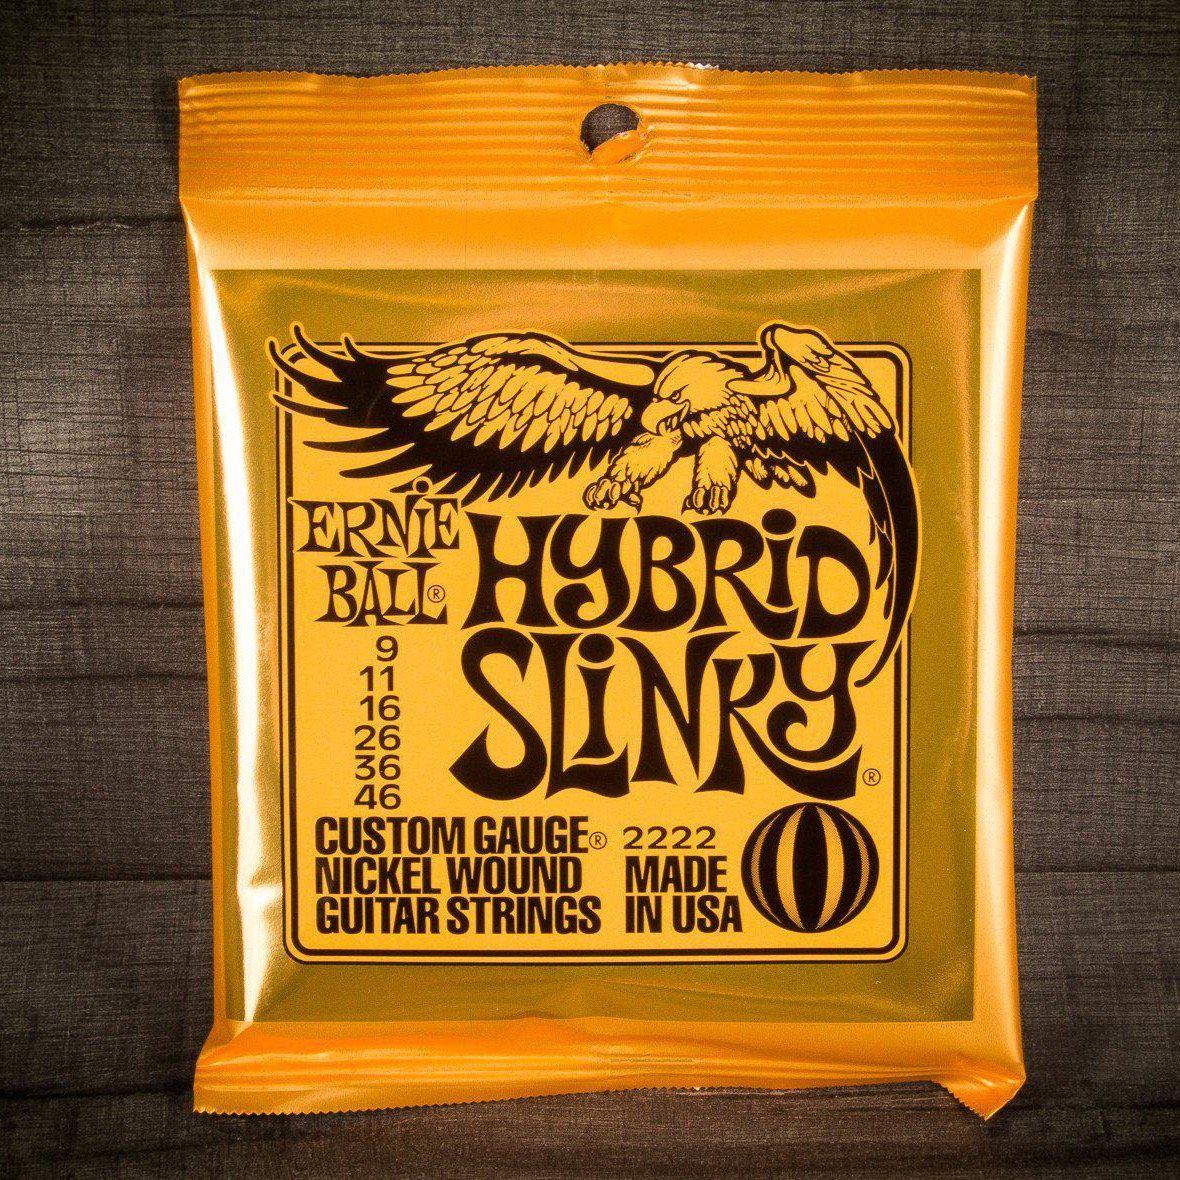 ERNiE
BALL®
HYBRiD
SLiNKY®
9
11
16
26
36
46
CUSTOM GAUGE® 2222
NICKEL WOUND MADE
GUITAR STRINGS IN USA